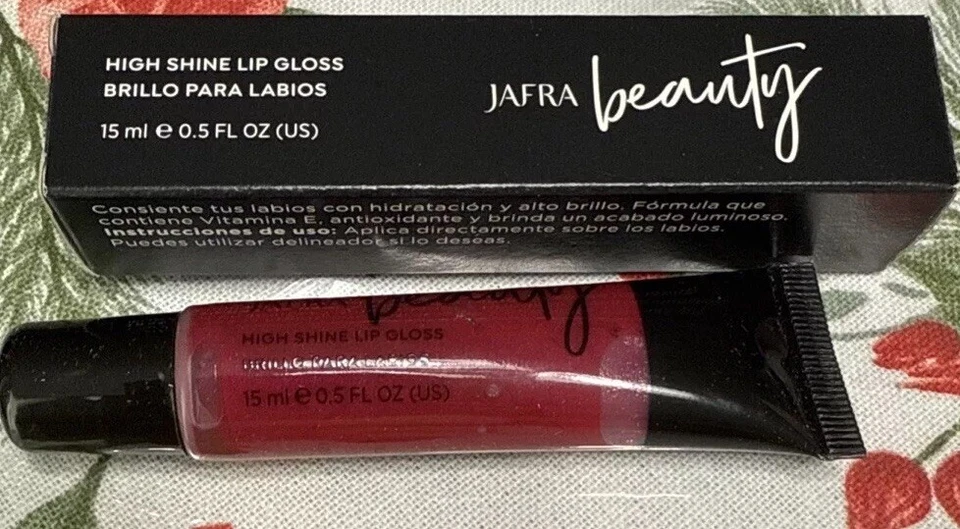 HIGH SHINE LIP GLOSS
BRILLO PARA LABIOS
15 ml e 0.5 FL OZ (US)
JAFRA beauty
Consiente tus labios con hidratación y alto brillo. Fórmula que
contiene Vitamina E, antioxidante y brinda un acabado luminoso.
Instrucciones de uso: Aplica directamente sobre los labios.
Puedes utilizar delineador si lo deseas.
beauty
HIGH SHINE LIP GLOSS
15 ml e 0.5 FL OZ (US)